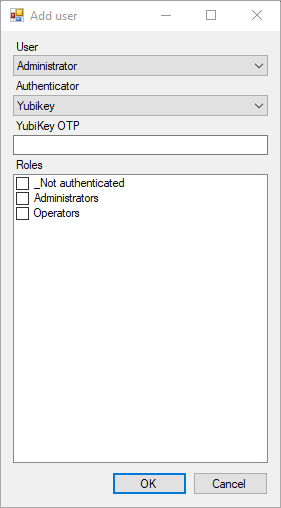 Add user
User
Administrator
Authenticator
Yubikey
YubiKey OTP
Roles
_Not authenticated
Administrators
Operators
OK
Cancel